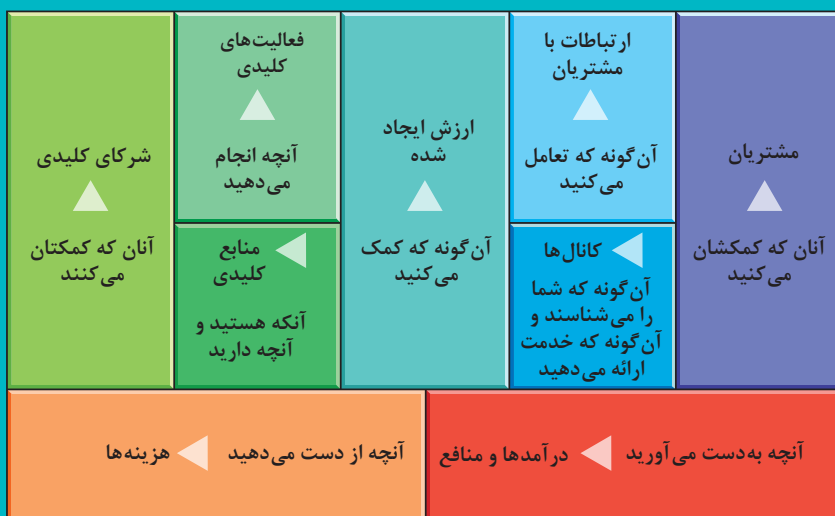 مشتریان
آنان که کمکشان
می‌کنید
ارتباطات با
مشتریان
آن‌گونه که تعامل
می‌کنید
کانال‌ها
آن‌گونه که شما
را می‌شناسند و
آن‌گونه که خدمت
ارائه می‌دهید
ارزش ایجاد
شده
آن‌گونه که کمک
می‌کنید
فعالیت‌های
کلیدی
آنچه انجام
می‌دهید
منابع
کلیدی
آنکه هستید و
آنچه دارید
شرکای کلیدی
آنان که کمکتان
می‌کنند
آنچه به‌دست می‌آورید
درآمدها و منافع
آنچه از دست می‌دهید
هزینه‌ها